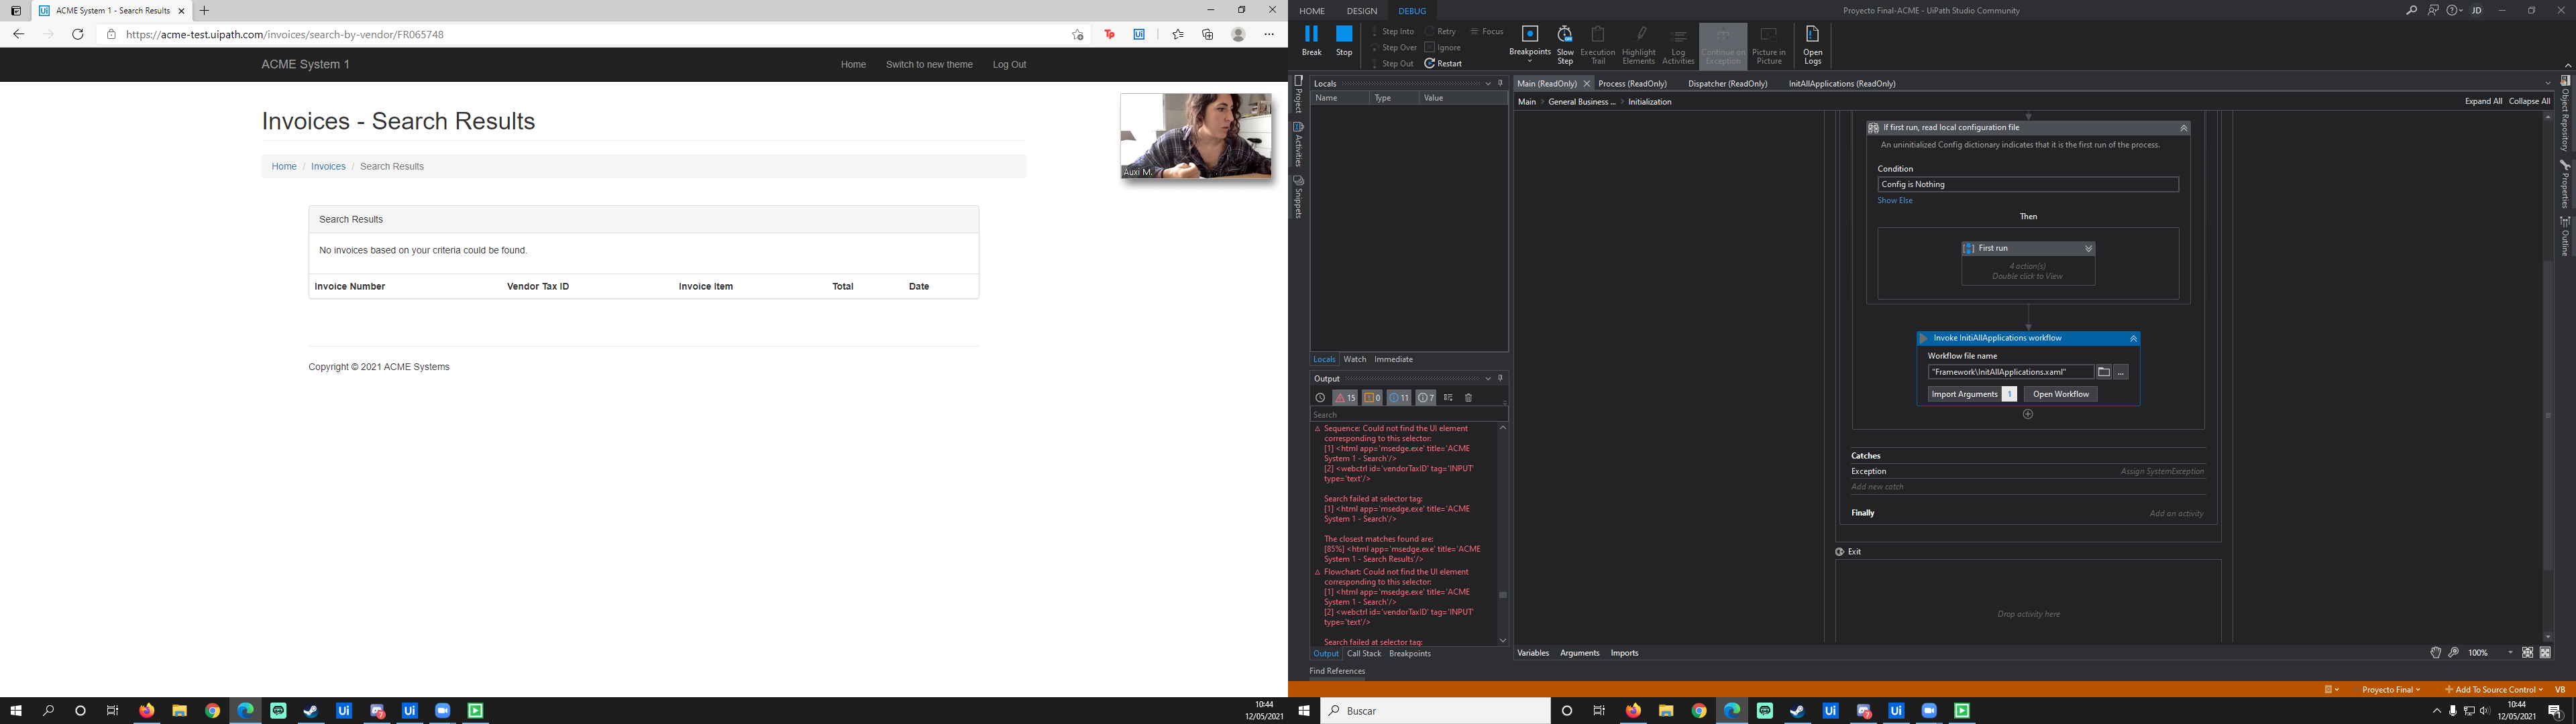 ACME System 1 - Search Results
https://acme-test.uipath.com/invoices/search-by-vendor/FR065748
ACME System 1
Home
Switch to new theme
Log Out
Invoices - Search Results
Home / Invoices / Search Results
Auxi M.
Search Results
No invoices based on your criteria could be found.
Invoice Number Vendor Tax ID Invoice Item Total Date
Copyright © 2021 ACME Systems
10:44
12/05/2021
HOME DESIGN DEBUG
Proyecto Final-ACME - UiPath Studio Community
JD
Break
Stop
Step Into
Step Over
Step Out
Retry
Ignore
Restart
Focus
Breakpoints
Slow Step
Execution Trail
Highlight Elements
Log Activities
Continue on Exception
Picture in Picture
Open Logs
Project
Activities
Snippets
Locals
Name Type Value
Locals Watch Immediate
Output
15 0 11 7
Search
Sequence: Could not find the UI element
corresponding to this selector:
[1] <html app='msedge.exe' title='ACME
System 1 - Search'/>
[2] <webctrl id='vendorTaxID' tag='INPUT'
type='text'/>
Search failed at selector tag:
[1] <html app='msedge.exe' title='ACME
System 1 - Search'/>
The closest matches found are:
[85%] <html app='msedge.exe' title='ACME
System 1 - Search Results'/>
Flowchart: Could not find the UI element
corresponding to this selector:
[1] <html app='msedge.exe' title='ACME
System 1 - Search'/>
[2] <webctrl id='vendorTaxID' tag='INPUT'
type='text'/>
Search failed at selector tag:
Output Call Stack Breakpoints
Find References
Main (ReadOnly) Process (ReadOnly) Dispatcher (ReadOnly) InitAllApplications (ReadOnly)
Main > General Business ... > Initialization
Expand All Collapse All
If first run, read local configuration file
An uninitialized Config dictionary indicates that it is the first run of the process.
Condition
Config is Nothing
Show Else
Then
First run
4 action(s)
Double click to View
Invoke InitiAllApplications workflow
Workflow file name
"Framework\InitAllApplications.xaml"
Import Arguments 1
Open Workflow
Catches
Exception
Assign SystemException
Add new catch
Finally
Add an activity
Exit
Drop activity here
Variables Arguments Imports
100%
Object Repository
Properties
Outline
Proyecto Final
Add To Source Control
VB
Buscar
10:44
12/05/2021